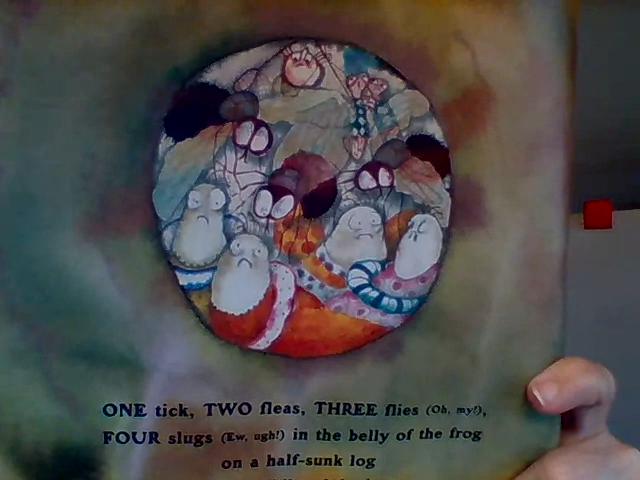 ONE tick, TWO fleas, THREE flies (Oh, my!),
FOUR slugs (Ew, ugh!) in the belly of the frog
on a half-sunk log